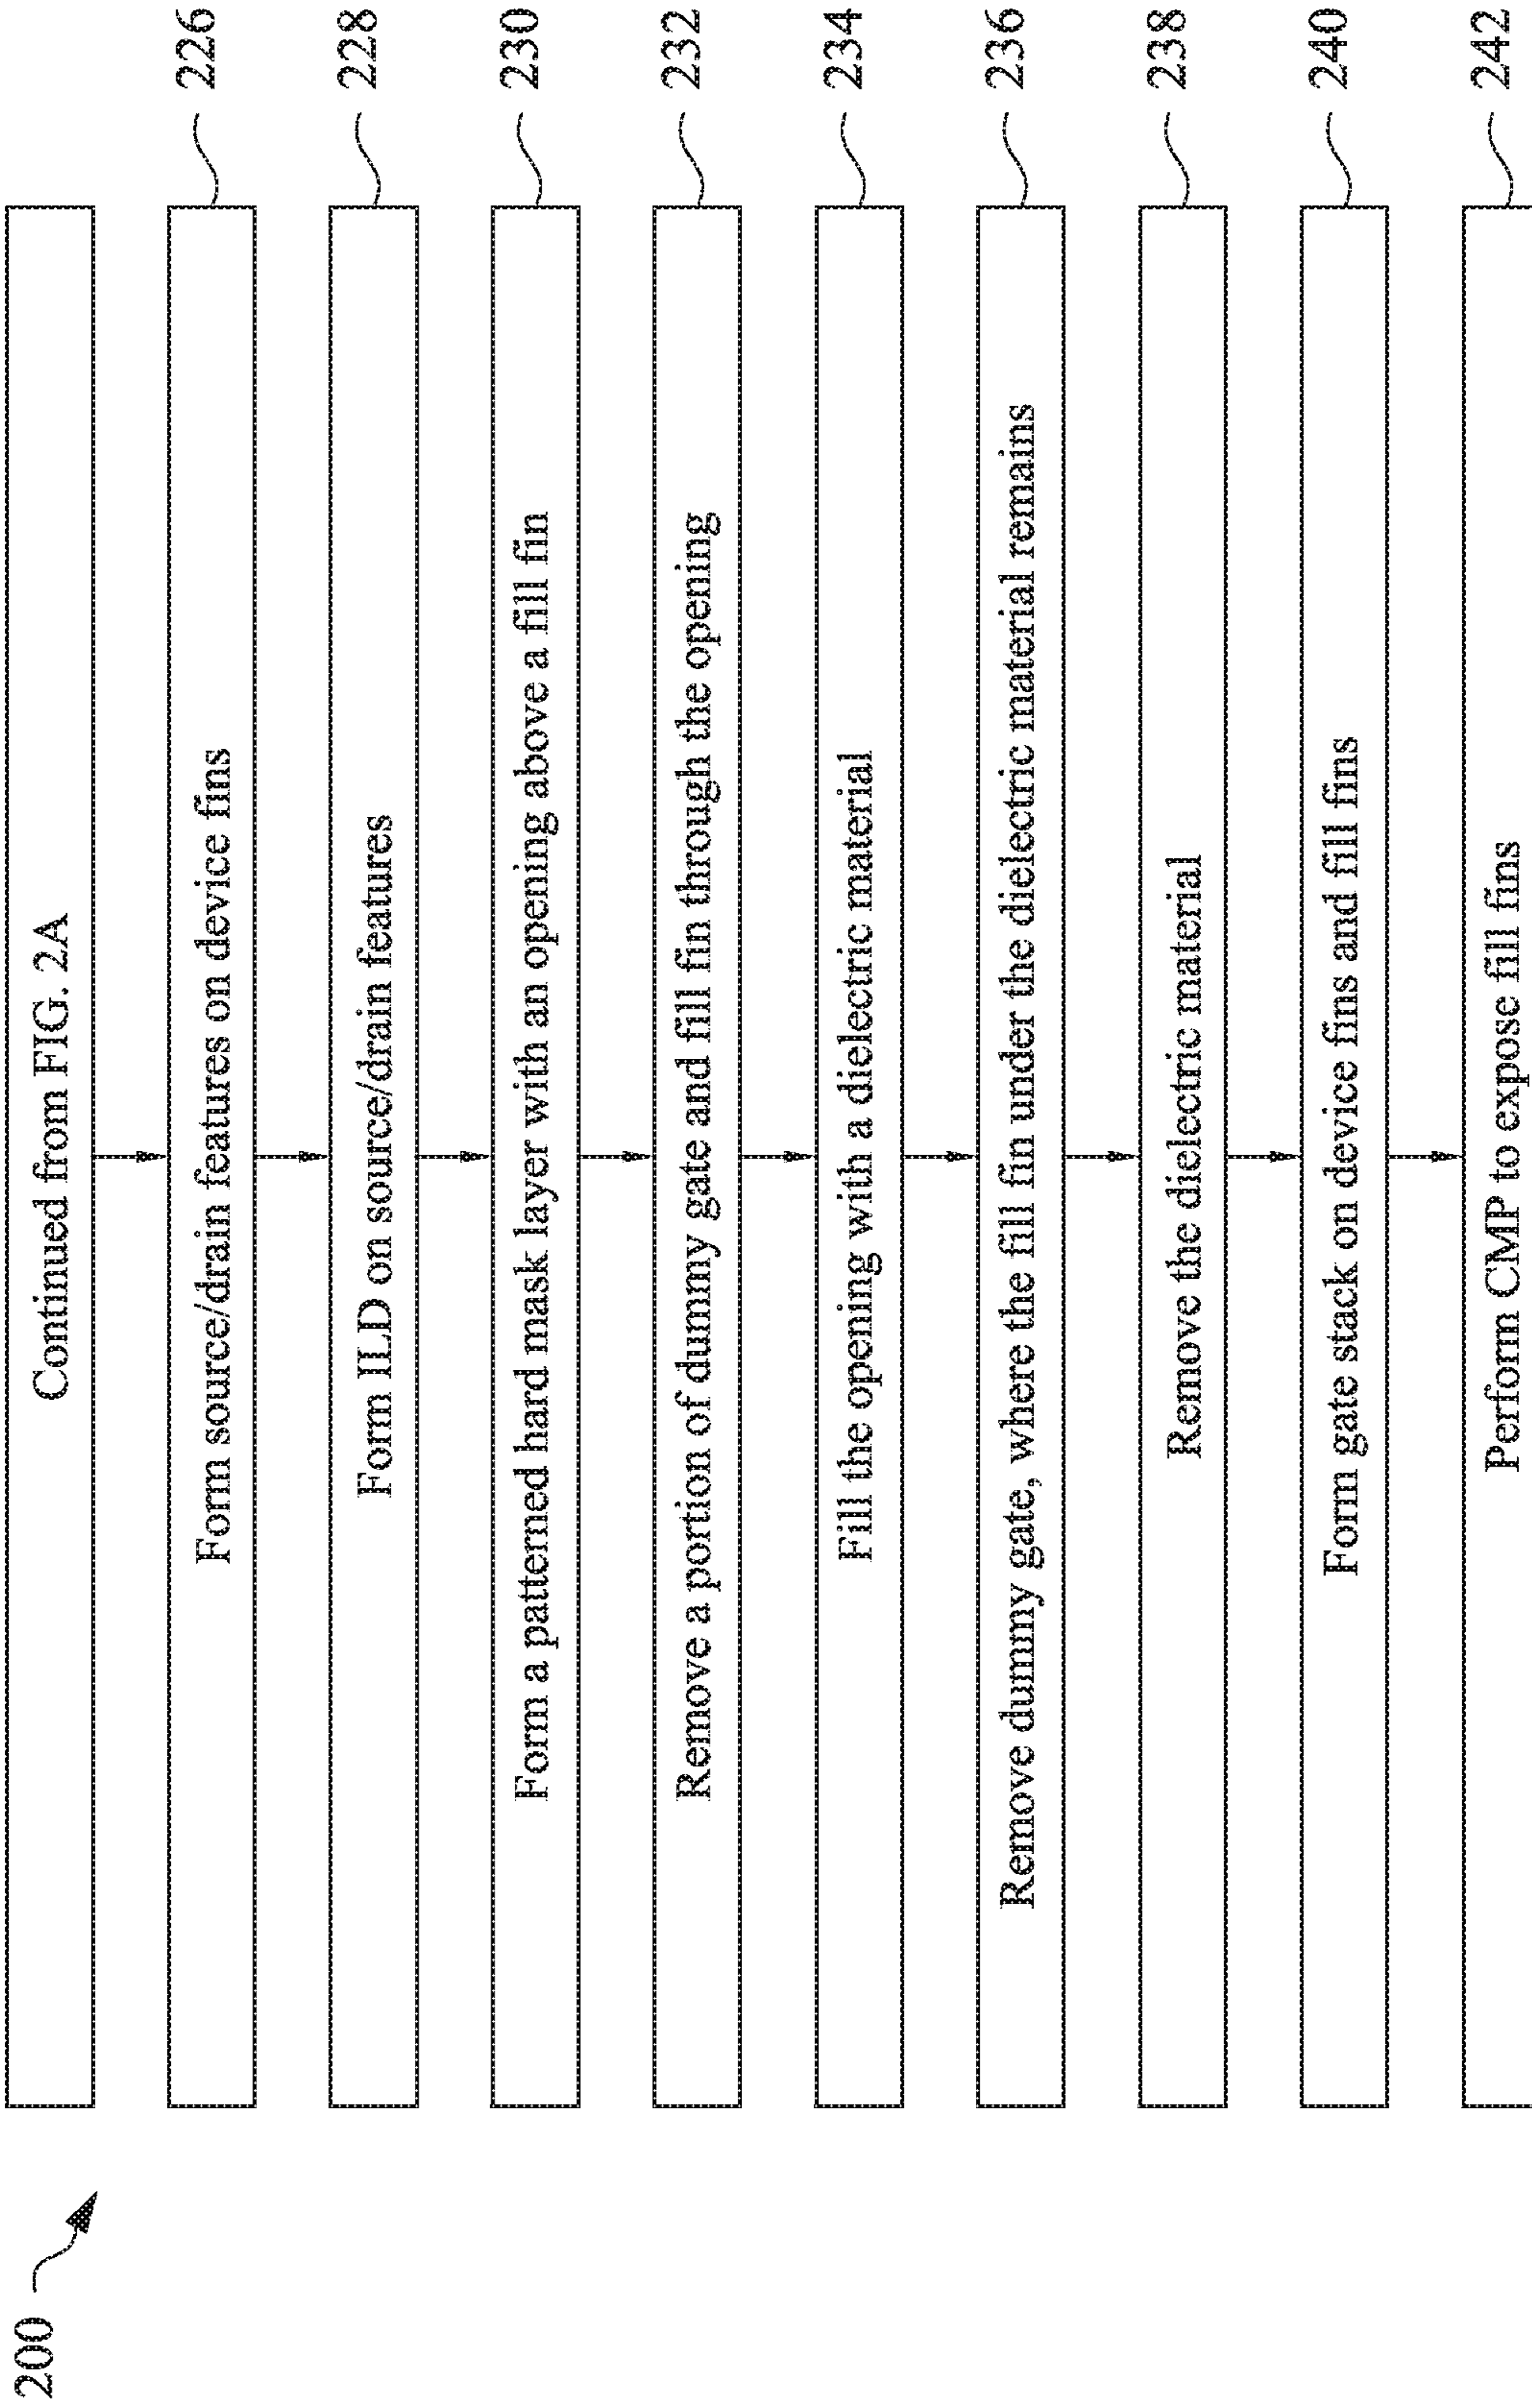 200
Continued from FIG. 2A
Form source/drain features on device fins
226
Form ILD on source/drain features
228
Form a patterned hard mask layer with an opening above a fill fin
230
Remove a portion of dummy gate and fill fin through the opening
232
Fill the opening with a dielectric material
234
Remove dummy gate, where the fill fin under the dielectric material remains
236
Remove the dielectric material
238
Form gate stack on device fins and fill fins
240
Perform CMP to expose fill fins
242